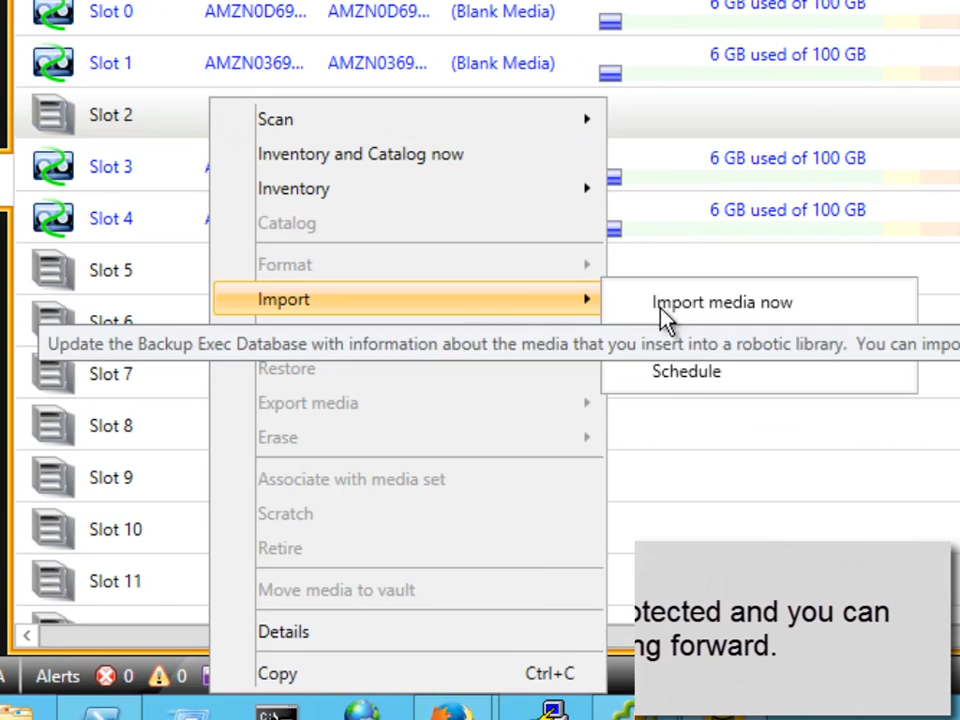 Slot 0 AMZN0D69... AMZN0D69... (Blank Media) 6 GB used of 100 GB
Slot 1 AMZN0369... AMZN0369... (Blank Media) 6 GB used of 100 GB
Slot 2
Slot 3 6 GB used of 100 GB
Slot 4 6 GB used of 100 GB
Slot 5
Slot 6
Slot 7
Slot 8
Slot 9
Slot 10
Slot 11
Scan
Inventory and Catalog now
Inventory
Catalog
Format
Import
Import media now
Update the Backup Exec Database with information about the media that you insert into a robotic library. You can impo
Schedule
Restore
Export media
Erase
Associate with media set
Scratch
Retire
Move media to vault
Details
Copy Ctrl+C
otected and you can
ng forward.
Alerts 0 0